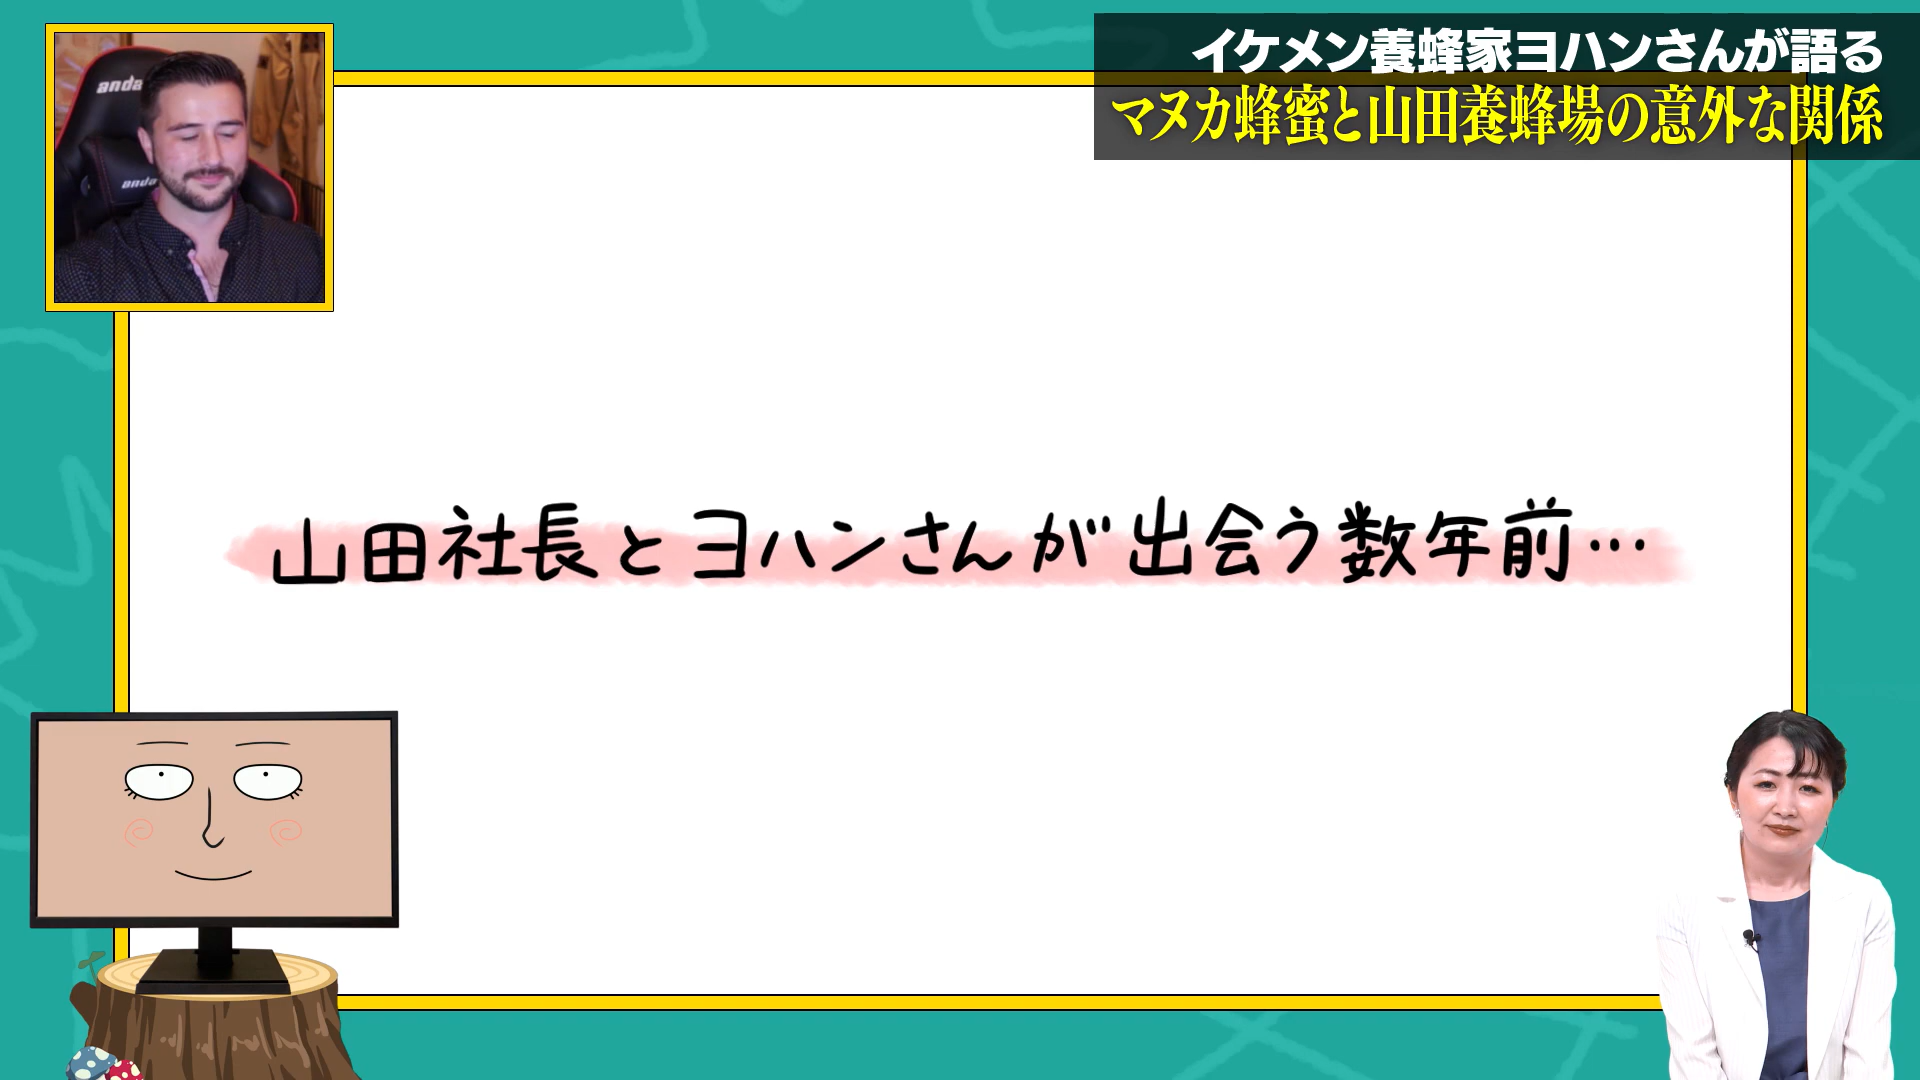 イケメン養蜂家ヨハンさんが語る
マヌカ蜂蜜と山田養蜂場の意外な関係
anda
anda
山田社長とヨハンさんが出会う数年前…